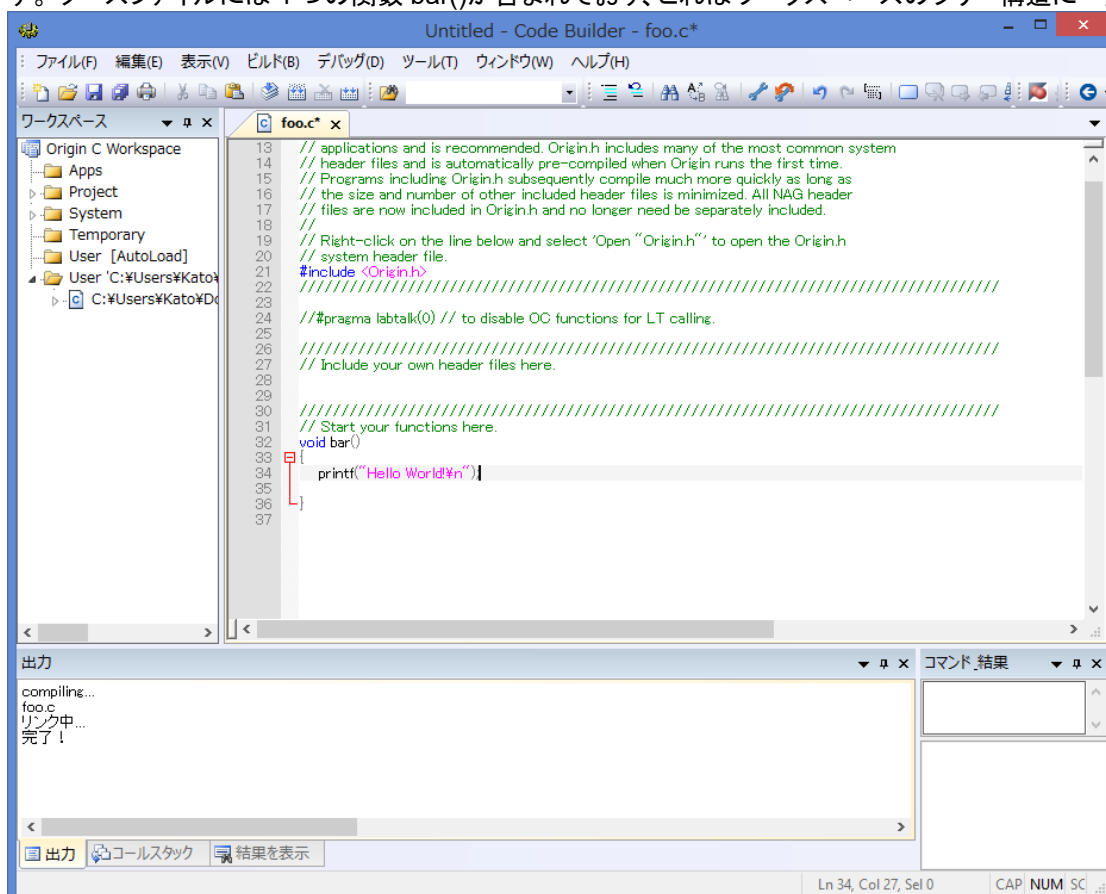 Untitled - Code Builder - foo.c*
ファイル(F) 編集(E) 表示(V) ビルド(B) デバッグ(D) ツール(T) ウィンドウ(W) ヘルプ(H)
ワークスペース
Origin C Workspace
Apps
Project
System
Temporary
User [AutoLoad]
User 'C:¥Users¥Kato¥
C:¥Users¥Kato¥Do
foo.c*
13 // applications and is recommended. Origin.h includes many of the most common system
14 // header files and is automatically pre-compiled when Origin runs the first time.
15 // Programs including Origin.h subsequently compile much more quickly as long as
16 // the size and number of other included header files is minimized. All NAG header
17 // files are now included in Origin.h and no longer need be separately included.
18 //
19 // Right-click on the line below and select 'Open "Origin.h"' to open the Origin.h
20 // system header file.
21 #include <Origin.h>
22 ////////////////////////////////////////////////////////////////////////////////////
23
24 //#pragma labtalk(0) // to disable OC functions for LT calling.
25
26 ////////////////////////////////////////////////////////////////////////////////////
27 // Include your own header files here.
28
29
30 ////////////////////////////////////////////////////////////////////////////////////
31 // Start your functions here.
32 void bar()
33 {
34 printf("Hello World!¥n");
35
36 }
37
出力
compiling...
foo.c
リンク中...
完了！
コマンド_結果
出力 コールスタック 結果を表示
Ln 34, Col 27, Sel 0 CAP NUM SC